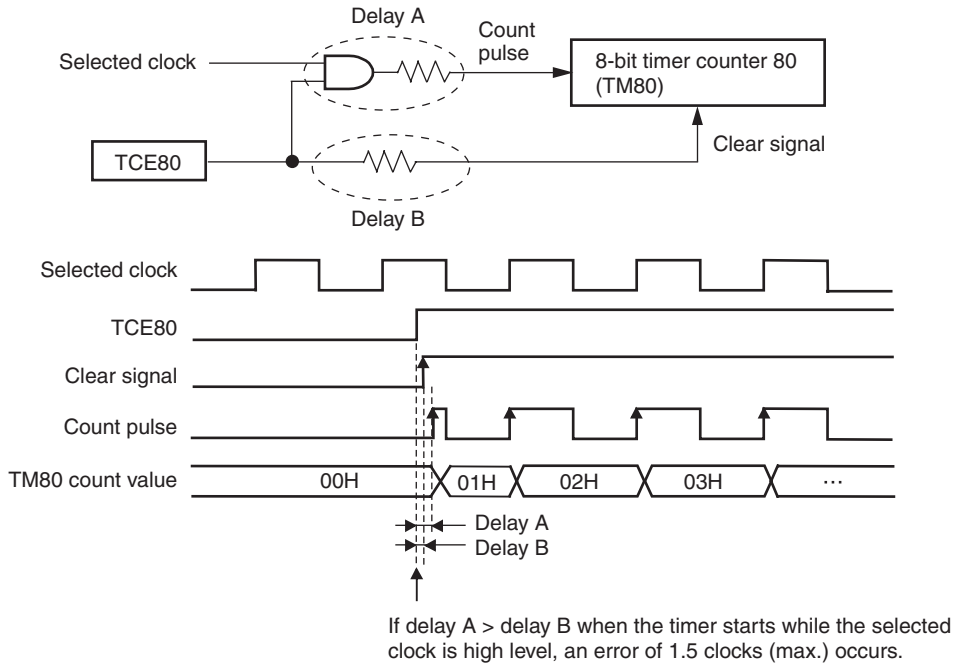 Delay A
Count
pulse
Selected clock
8-bit timer counter 80
(TM80)
Clear signal
TCE80
Delay B
Selected clock
TCE80
Clear signal
Count pulse
TM80 count value
00H
01H
02H
03H
...
Delay A
Delay B
If delay A > delay B when the timer starts while the selected
clock is high level, an error of 1.5 clocks (max.) occurs.